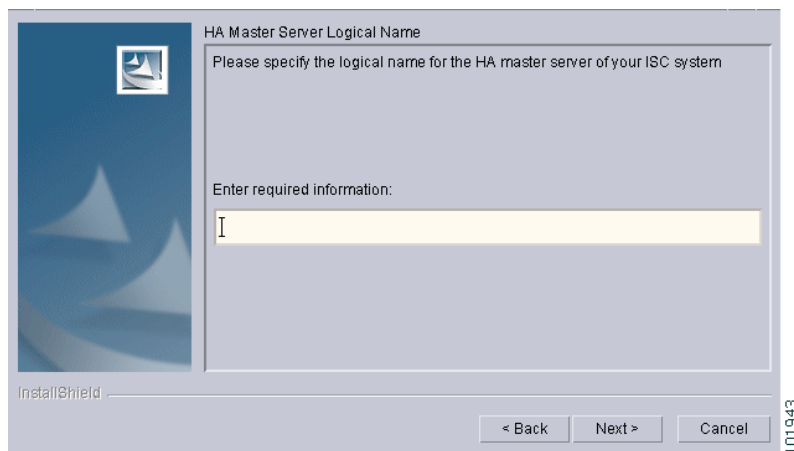 HA Master Server Logical Name
Please specify the logical name for the HA master server of your ISC system
Enter required information:
InstallShield
< Back
Next >
Cancel
101943